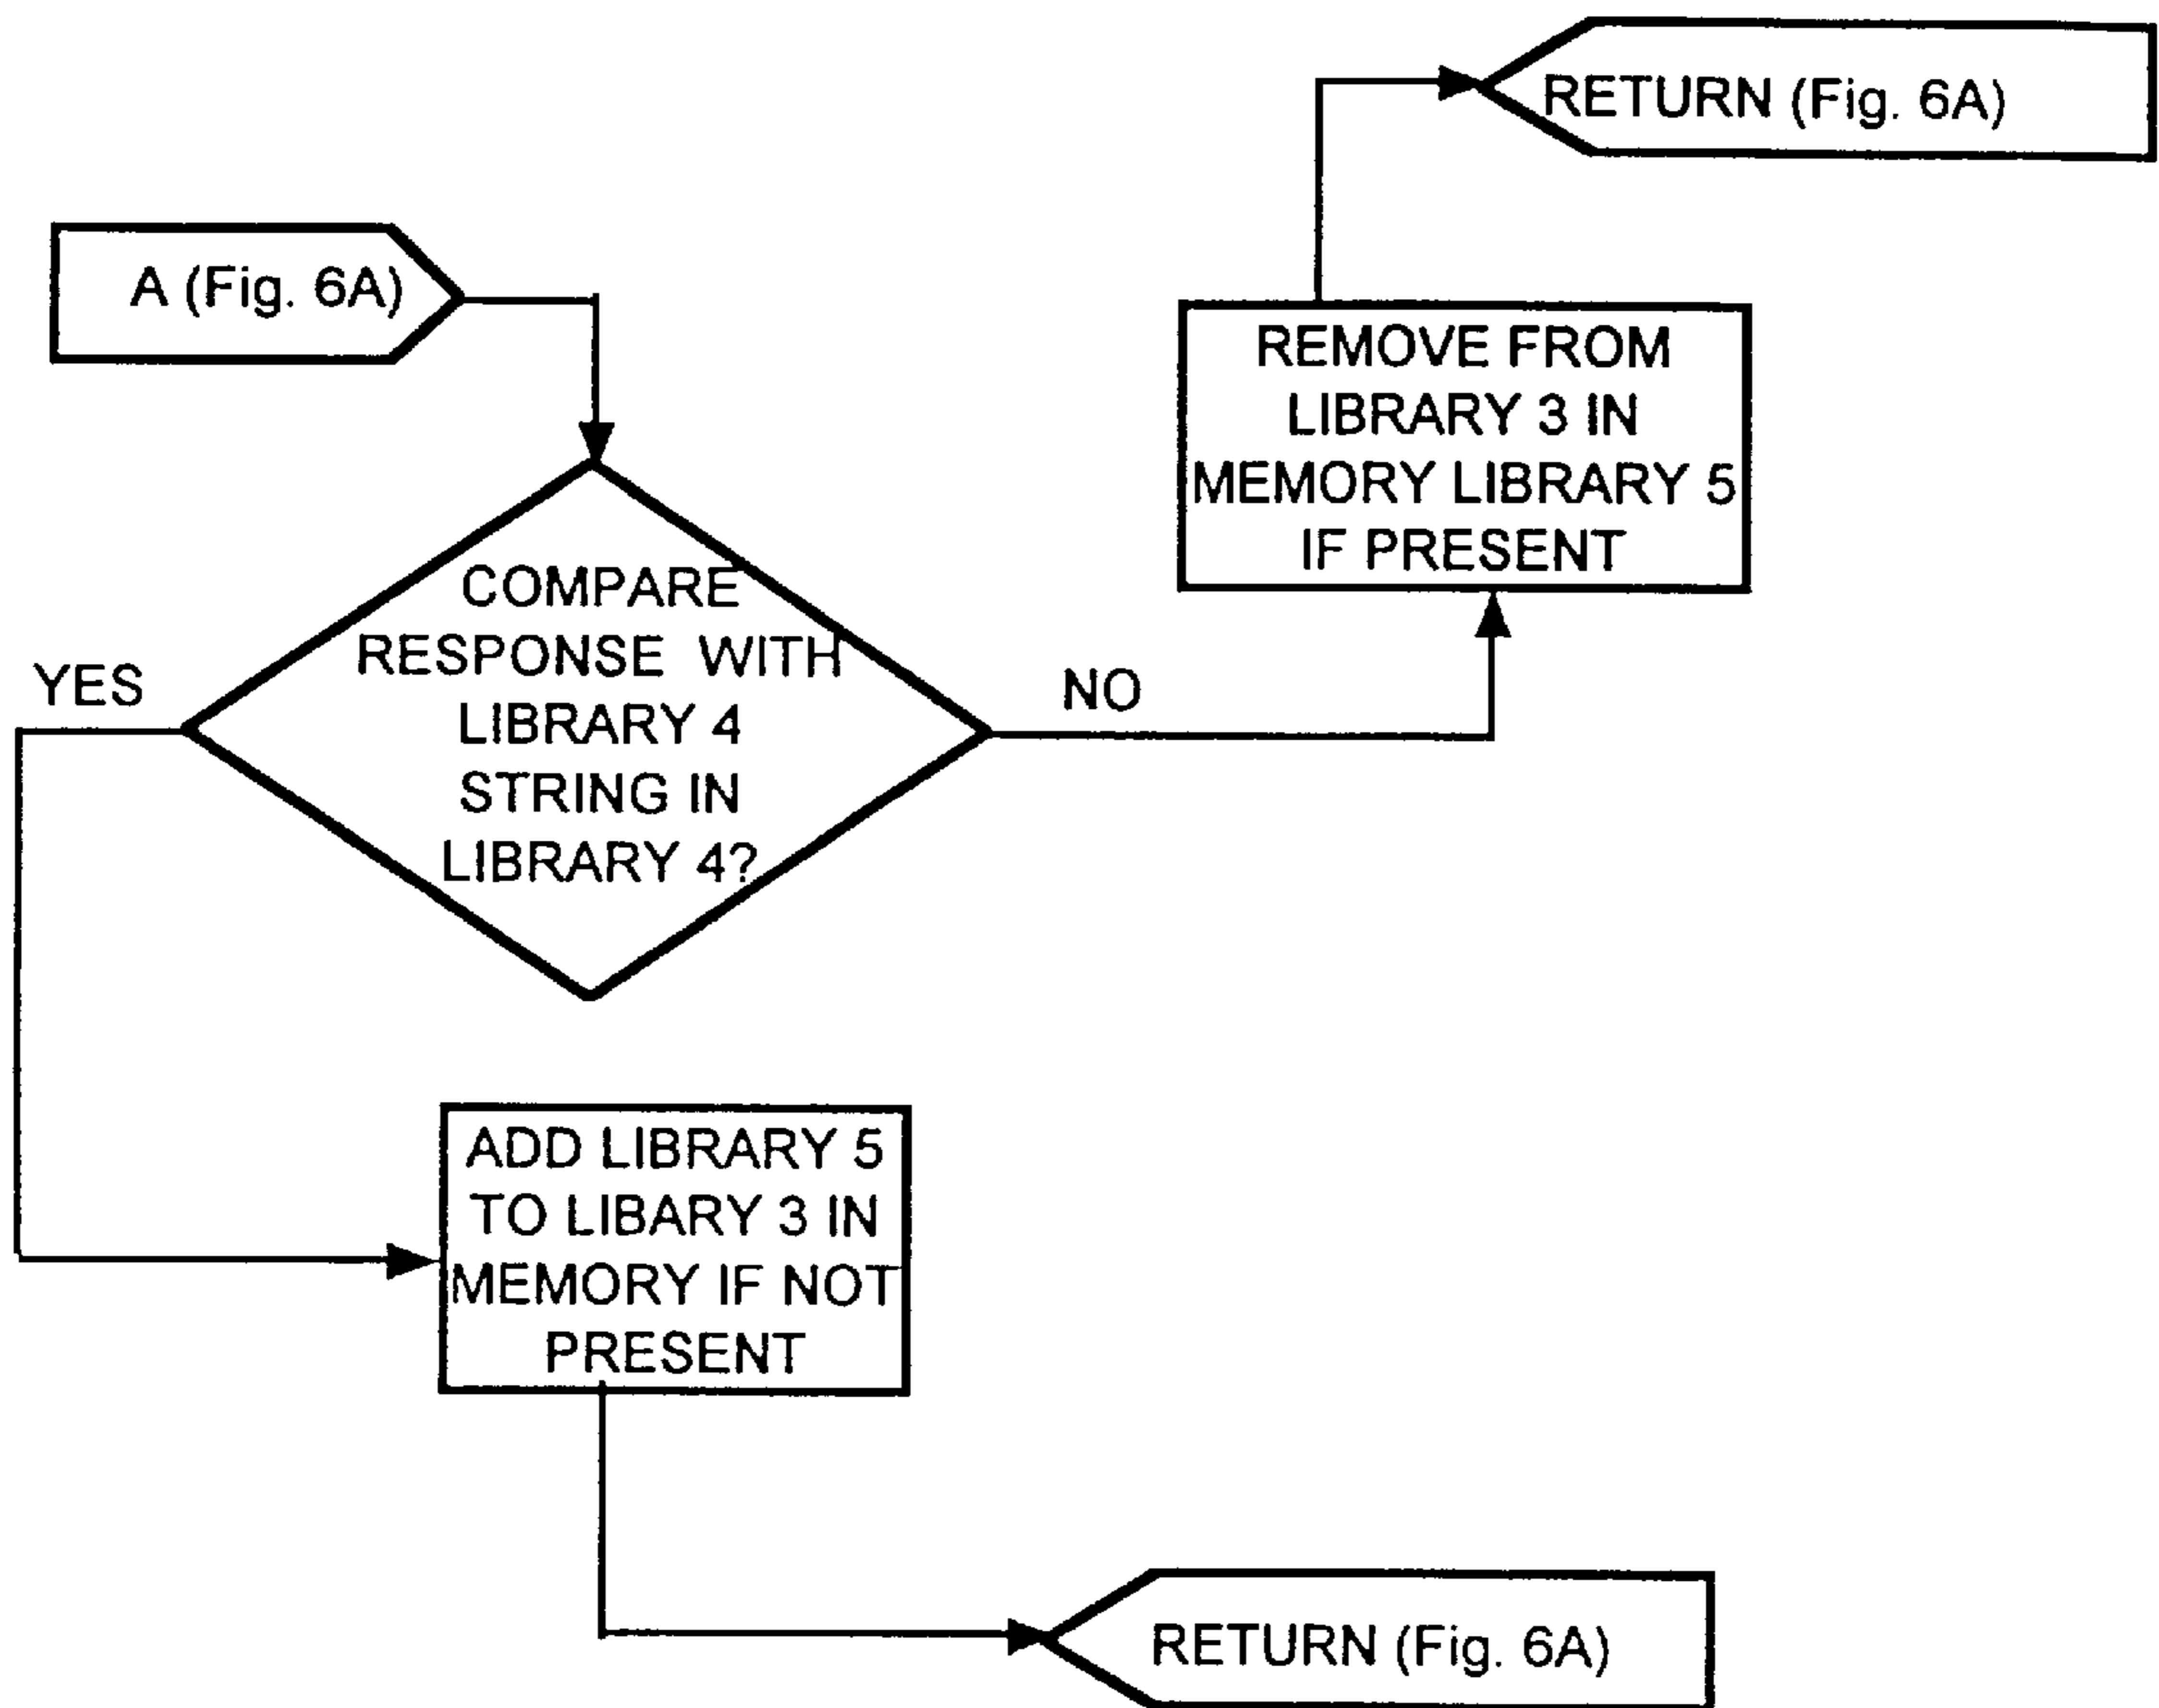 RETURN (Fig. 6A)
A (Fig. 6A)
REMOVE FROM
LIBRARY 3 IN
MEMORY LIBRARY 5
IF PRESENT
COMPARE
RESPONSE WITH
LIBRARY 4
STRING IN
LIBRARY 4?
YES
NO
ADD LIBRARY 5
TO LIBARY 3 IN
MEMORY IF NOT
PRESENT
RETURN (Fig. 6A)